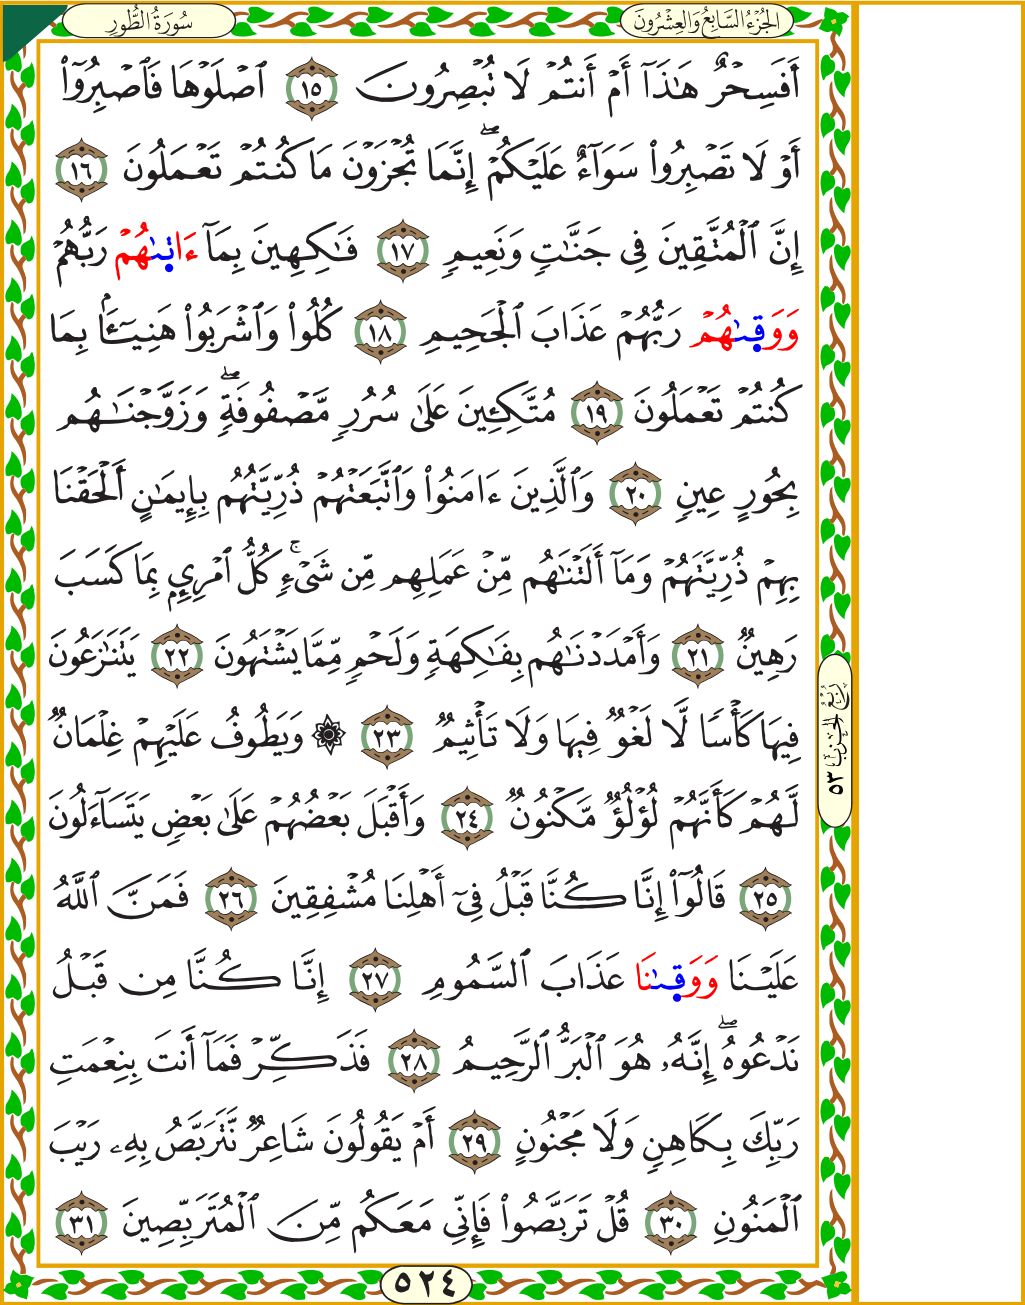 سُورَةُ الطُّورِ
الجُزْءُ السَّابِعُ وَالعِشْرُونَ
أَفَسِحْرٌ هَٰذَآ أَمْ أَنتُمْ لَا تُبْصِرُونَ ١٥ ٱصْلَوْهَا فَٱصْبِرُوٓا۟
أَوْ لَا تَصْبِرُوا۟ سَوَآءٌ عَلَيْكُمْ ۖ إِنَّمَا تُجْزَوْنَ مَا كُنتُمْ تَعْمَلُونَ ١٦
إِنَّ ٱلْمُتَّقِينَ فِى جَنَّٰتٍ وَنَعِيمٍ ١٧ فَٰكِهِينَ بِمَآ ءَاتىٰهُمْ رَبُّهُمْ
وَوَقىٰهُمْ رَبُّهُمْ عَذَابَ ٱلْجَحِيمِ ١٨ كُلُوا۟ وَٱشْرَبُوا۟ هَنِيٓـًٔا بِمَا
كُنتُمْ تَعْمَلُونَ ١٩ مُتَّكِـِٔينَ عَلَىٰ سُرُرٍ مَّصْفُوفَةٍ ۖ وَزَوَّجْنَٰهُم
بِحُورٍ عِينٍ ٢٠ وَٱلَّذِينَ ءَامَنُوا۟ وَٱتَّبَعَتْهُمْ ذُرِّيَّتُهُم بِإِيمَٰنٍ أَلْحَقْنَا
بِهِمْ ذُرِّيَّتَهُمْ وَمَآ أَلَتْنَٰهُم مِّنْ عَمَلِهِم مِّن شَىْءٍ ۚ كُلُّ ٱمْرِئٍۭ بِمَا كَسَبَ
رَهِينٌ ٢١ وَأَمْدَدْنَٰهُم بِفَٰكِهَةٍ وَلَحْمٍ مِّمَّا يَشْتَهُونَ ٢٢ يَتَنَٰزَعُونَ
فِيهَا كَأْسًا لَّا لَغْوٌ فِيهَا وَلَا تَأْثِيمٌ ٢٣ ۞ وَيَطُوفُ عَلَيْهِمْ غِلْمَانٌ
لَّهُمْ كَأَنَّهُمْ لُؤْلُؤٌ مَّكْنُونٌ ٢٤ وَأَقْبَلَ بَعْضُهُمْ عَلَىٰ بَعْضٍ يَتَسَآءَلُونَ
٢٥ قَالُوٓا۟ إِنَّا كُنَّا قَبْلُ فِىٓ أَهْلِنَا مُشْفِقِينَ ٢٦ فَمَنَّ ٱللَّهُ
عَلَيْنَا وَوَقىٰنَا عَذَابَ ٱلسَّمُومِ ٢٧ إِنَّا كُنَّا مِن قَبْلُ
نَدْعُوهُ ۖ إِنَّهُۥ هُوَ ٱلْبَرُّ ٱلرَّحِيمُ ٢٨ فَذَكِّرْ فَمَآ أَنتَ بِنِعْمَتِ
رَبِّكَ بِكَاهِنٍ وَلَا مَجْنُونٍ ٢٩ أَمْ يَقُولُونَ شَاعِرٌ نَّتَرَبَّصُ بِهِۦ رَيْبَ
ٱلْمَنُونِ ٣٠ قُلْ تَرَبَّصُوا۟ فَإِنِّى مَعَكُم مِّنَ ٱلْمُتَرَبِّصِينَ ٣١
رُبْعُ الحِزْبِ ٥٣
٥٢٤